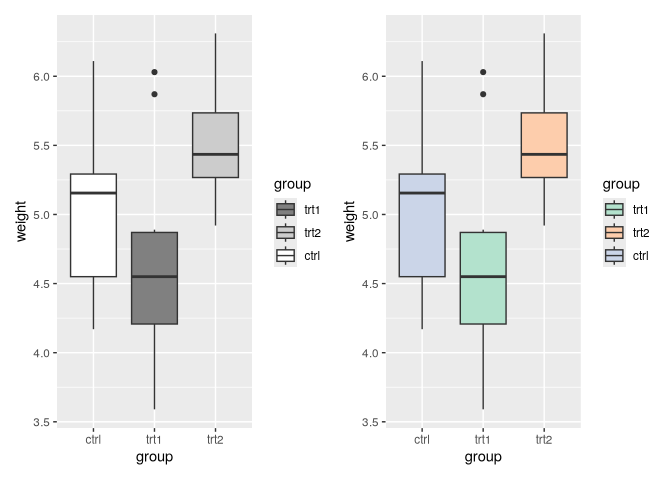 weight
6.0
5.5
5.0
4.5
4.0
3.5
ctrl trt1 trt2
group
group
trt1
trt2
ctrl
weight
6.0
5.5
5.0
4.5
4.0
3.5
ctrl trt1 trt2
group
group
trt1
trt2
ctrl